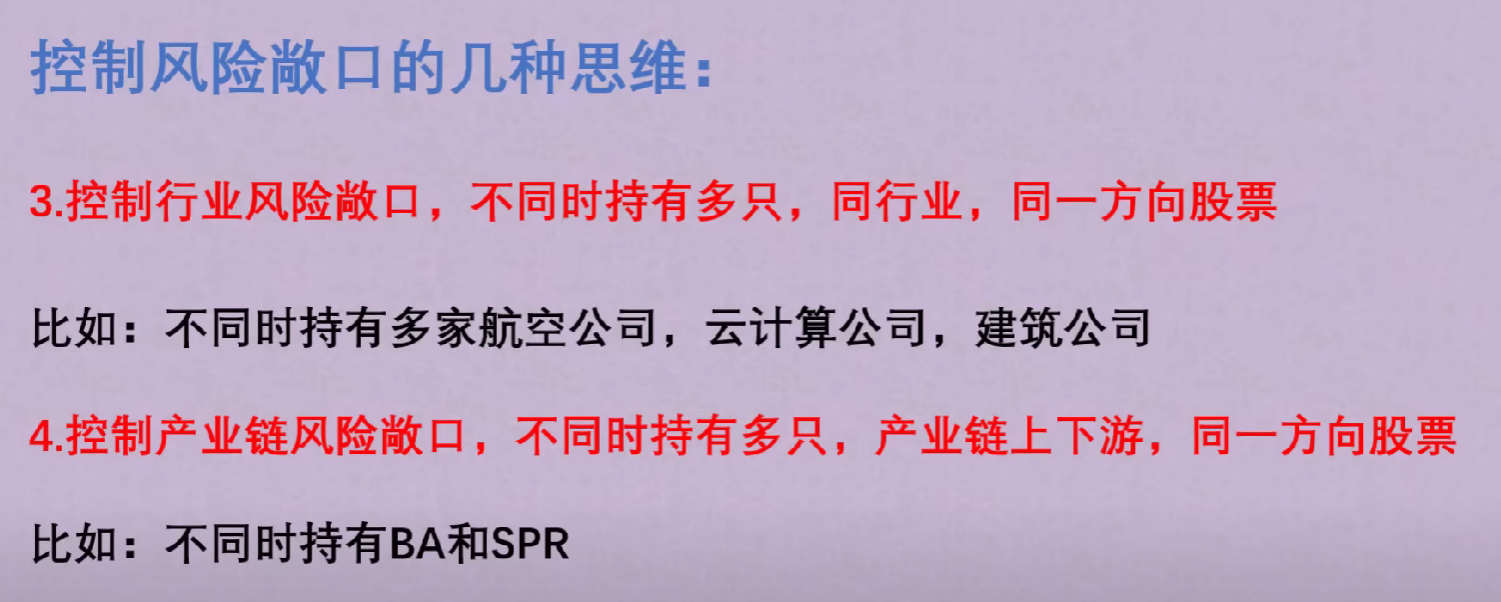 控制风险敞口的几种思维：
3.控制行业风险敞口，不同时持有多只，同行业，同一方向股票
比如：不同时持有多家航空公司，云计算公司，建筑公司
4.控制产业链风险敞口，不同时持有多只，产业链上下游，同一方向股票
比如：不同时持有BA和SPR